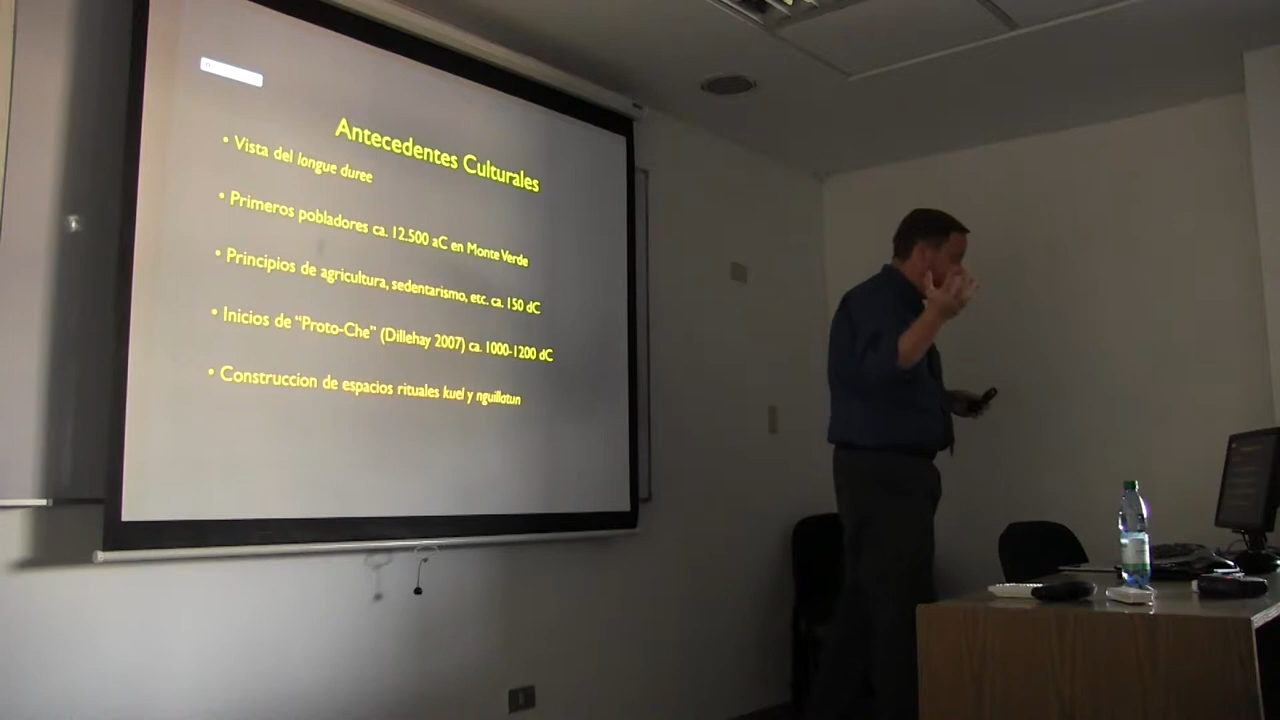 Antecedentes Culturales
• Vista del longue duree
• Primeros pobladores ca. 12.500 aC en Monte Verde
• Principios de agricultura, sedentarismo, etc. ca. 150 dC
• Inicios de “Proto-Che” (Dillehay 2007) ca. 1000-1200 dC
• Construccion de espacios rituales kuel y nguillatun